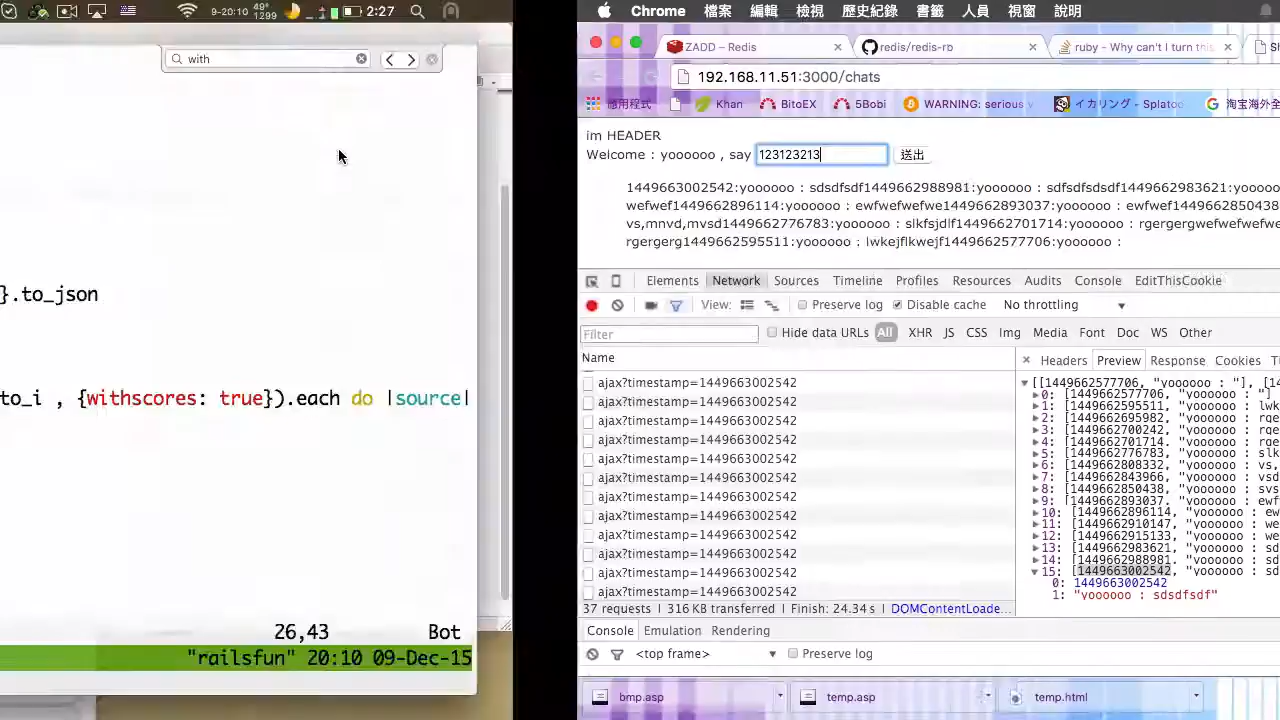 9-20:10 49° 1299 2:27
with
}.to_json
to_i , {withscores: true}).each do |source|
26,43 Bot
"railsfun" 20:10 09-Dec-15
Chrome 檔案 編輯 檢視 歷史紀錄 書籤 人員 視窗 說明
ZADD – Redis
redis/redis-rb
ruby - Why can't I turn this
192.168.11.51:3000/chats
應用程式 Khan BitoEX 5Bobi WARNING: seriou イカリング - Splatoo 淘宝海外全
im HEADER
Welcome : yoooooo , say 123123213 送出
1449663002542:yoooooo : sdsdfsdf1449662988981:yoooooo : sdfsdfsdsdf1449662983621:yoooooo
wefwef1449662896114:yoooooo : ewfwefwefwe1449662893037:yoooooo : ewfwef1449662850438
vs,mnvd,mvsd1449662776783:yoooooo : slkfsjdlf1449662701714:yoooooo : rgergergwefwefwefwe
rgergerg1449662595511:yoooooo : lwkejflkwejf1449662577706:yoooooo :
Elements Network Sources Timeline Profiles Resources Audits Console EditThisCookie
View: Preserve log Disable cache No throttling
Filter Hide data URLs All XHR JS CSS Img Media Font Doc WS Other
Name
ajax?timestamp=1449663002542
ajax?timestamp=1449663002542
ajax?timestamp=1449663002542
ajax?timestamp=1449663002542
ajax?timestamp=1449663002542
ajax?timestamp=1449663002542
ajax?timestamp=1449663002542
ajax?timestamp=1449663002542
ajax?timestamp=1449663002542
ajax?timestamp=1449663002542
ajax?timestamp=1449663002542
ajax?timestamp=1449663002542
37 requests | 316 KB transferred | Finish: 24.34 s | DOMContentLoade...
× Headers Preview Response Cookies
[[1449662577706, "yoooooo : "], [14
0: [1449662577706, "yoooooo : "]
1: [1449662595511, "yoooooo : lwk
2: [1449662695982, "yoooooo : rge
3: [1449662700242, "yoooooo : rge
4: [1449662701714, "yoooooo : rge
5: [1449662776783, "yoooooo : slk
6: [1449662808332, "yoooooo : vs,
7: [1449662843966, "yoooooo : vsd
8: [1449662850438, "yoooooo : svs
9: [1449662893037, "yoooooo : ewf
10: [1449662896114, "yoooooo : ew
11: [1449662910147, "yoooooo : we
12: [1449662915133, "yoooooo : we
13: [1449662983621, "yoooooo : sd
14: [1449662988981, "yoooooo : sd
15: [1449663002542, "yoooooo : sd
0: 1449663002542
1: "yoooooo : sdsdfsdf"
Console Emulation Rendering
<top frame> Preserve log
bmp.asp temp.asp temp.html